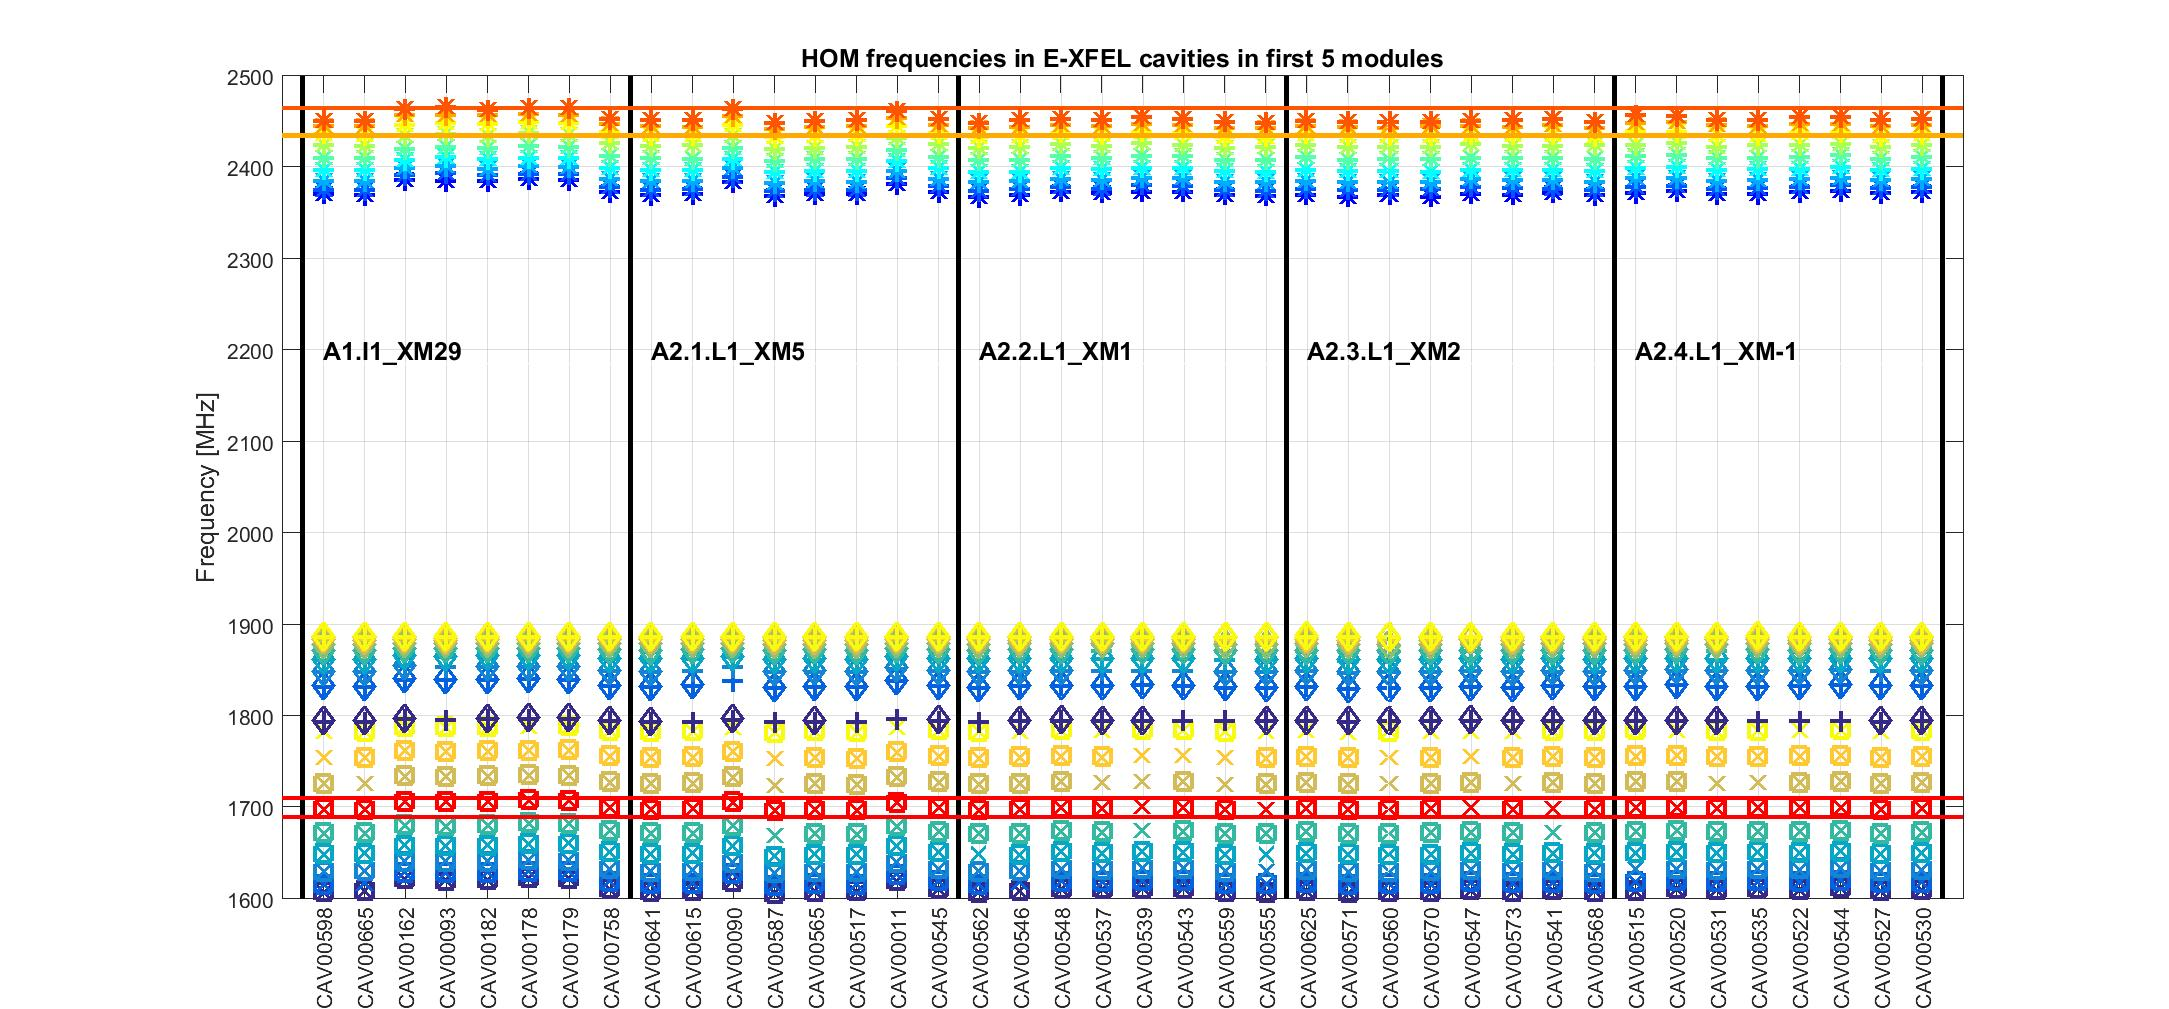 HOM frequencies in E-XFEL cavities in first 5 modules
2500
2400
2300
2200
2100
2000
1900
1800
1700
1600
Frequency [MHz]
A1.I1_XM29
A2.1.L1_XM5
A2.2.L1_XM1
A2.3.L1_XM2
A2.4.L1_XM-1
CAV00598
CAV00665
CAV00162
CAV00093
CAV00182
CAV00178
CAV00179
CAV00758
CAV00641
CAV00615
CAV00090
CAV00587
CAV00565
CAV00517
CAV00011
CAV00545
CAV00562
CAV00546
CAV00548
CAV00537
CAV00539
CAV00543
CAV00559
CAV00555
CAV00625
CAV00571
CAV00560
CAV00570
CAV00547
CAV00573
CAV00541
CAV00568
CAV00515
CAV00520
CAV00531
CAV00535
CAV00522
CAV00544
CAV00527
CAV00530